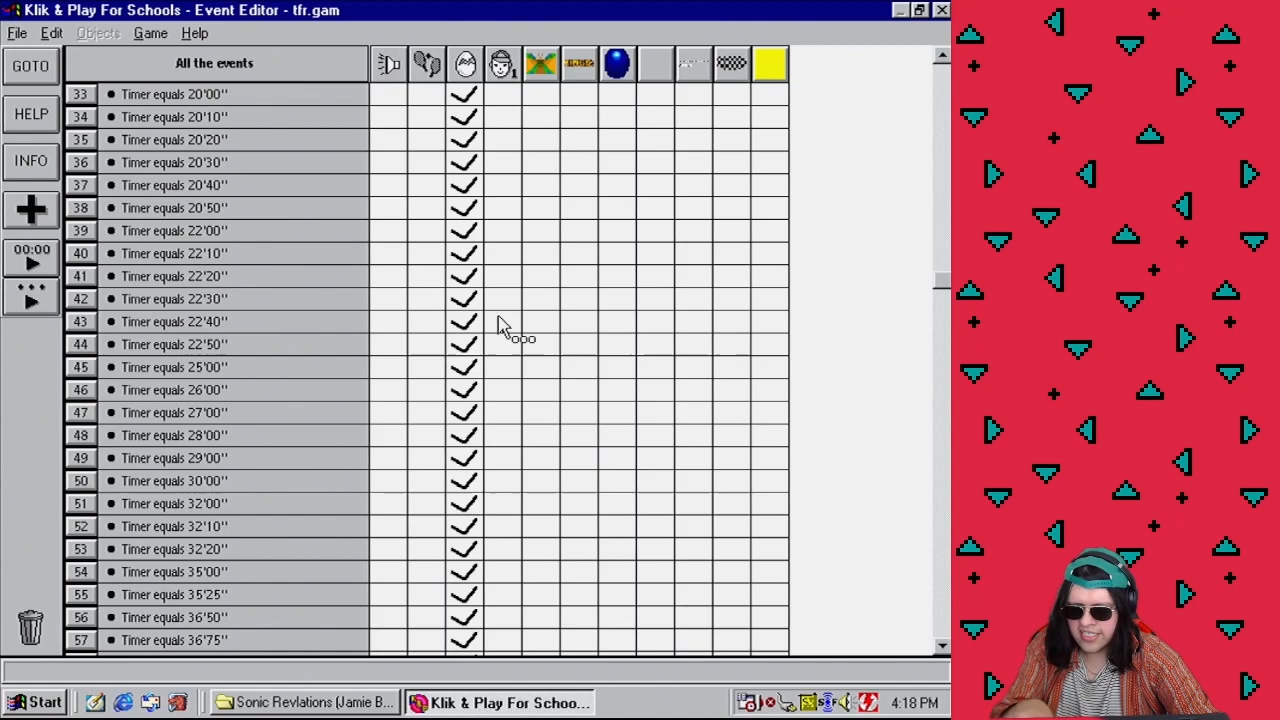 Klik & Play For Schools - Event Editor - tfr.gam
File Edit Objects Game Help
GOTO
HELP
INFO
00:00
All the events
1
33 Timer equals 20'00''
34 Timer equals 20'10''
35 Timer equals 20'20''
36 Timer equals 20'30''
37 Timer equals 20'40''
38 Timer equals 20'50''
39 Timer equals 22'00''
40 Timer equals 22'10''
41 Timer equals 22'20''
42 Timer equals 22'30''
43 Timer equals 22'40''
44 Timer equals 22'50''
45 Timer equals 25'00''
46 Timer equals 26'00''
47 Timer equals 27'00''
48 Timer equals 28'00''
49 Timer equals 29'00''
50 Timer equals 30'00''
51 Timer equals 32'00''
52 Timer equals 32'10''
53 Timer equals 32'20''
54 Timer equals 35'00''
55 Timer equals 35'25''
56 Timer equals 36'50''
57 Timer equals 36'75''
Start Sonic Revlations (Jamie B... Klik & Play For Schoo... 4:18 PM